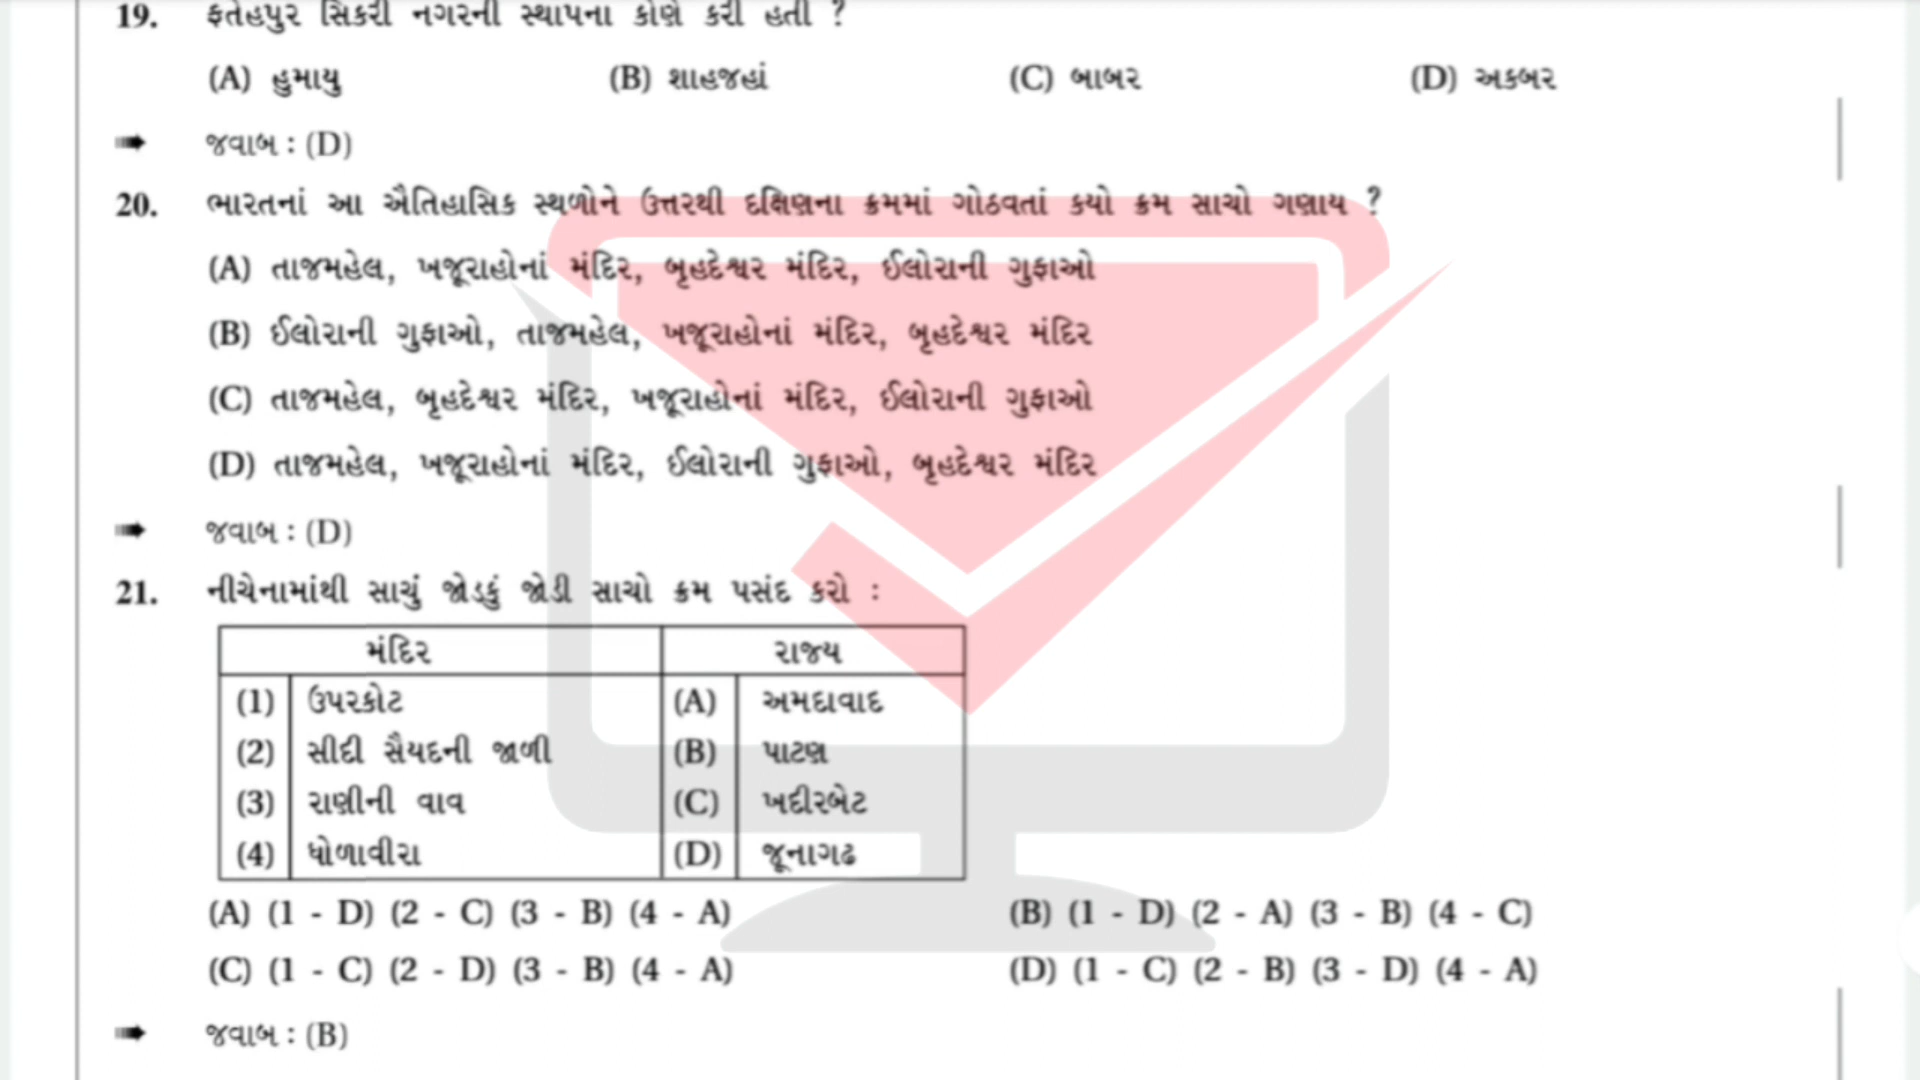 19. ફતેહપુર સિકરી નગરની સ્થાપના કોણે કરી હતી ?
(A) હુમાયુ (B) શાહજહાં (C) બાબર (D) અકબર
જવાબ : (D)
20. ભારતનાં આ ઐતિહાસિક સ્થળોને ઉત્તરથી દક્ષિણના ક્રમમાં ગોઠવતાં કયો ક્રમ સાચો ગણાય ?
(A) તાજમહેલ, ખજૂરાહોનાં મંદિર, બૃહદેશ્વર મંદિર, ઈલોરાની ગુફાઓ
(B) ઈલોરાની ગુફાઓ, તાજમહેલ, ખજૂરાહોનાં મંદિર, બૃહદેશ્વર મંદિર
(C) તાજમહેલ, બૃહદેશ્વર મંદિર, ખજૂરાહોનાં મંદિર, ઈલોરાની ગુફાઓ
(D) તાજમહેલ, ખજૂરાહોનાં મંદિર, ઈલોરાની ગુફાઓ, બૃહદેશ્વર મંદિર
જવાબ : (D)
21. નીચેનામાંથી સાચું જોડકું જોડી સાચો ક્રમ પસંદ કરો :
મંદિર રાજ્ય
(1) ઉપરકોટ (A) અમદાવાદ
(2) સીદી સૈયદની જાળી (B) પાટણ
(3) રાણીની વાવ (C) ખદીરબેટ
(4) ધોળાવીરા (D) જૂનાગઢ
(A) (1 - D) (2 - C) (3 - B) (4 - A) (B) (1 - D) (2 - A) (3 - B) (4 - C)
(C) (1 - C) (2 - D) (3 - B) (4 - A) (D) (1 - C) (2 - B) (3 - D) (4 - A)
જવાબ : (B)